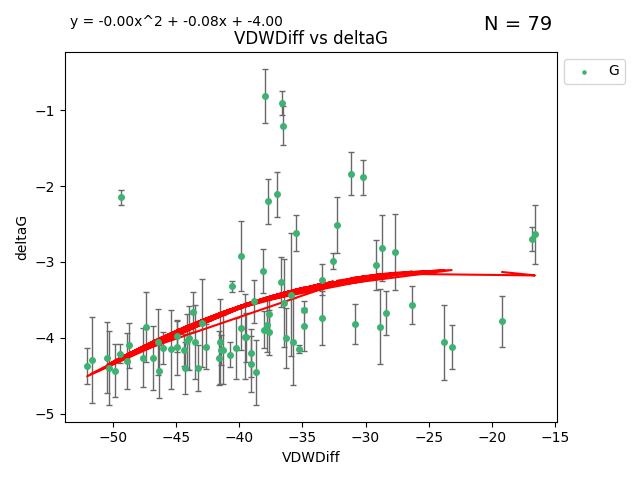 y = -0.00x^2 + -0.08x + -4.00
N = 79
VDWDiff vs deltaG
G
deltaG
−1
−2
−3
−4
−5
−50
−45
−40
−35
−30
−25
−20
−15
VDWDiff